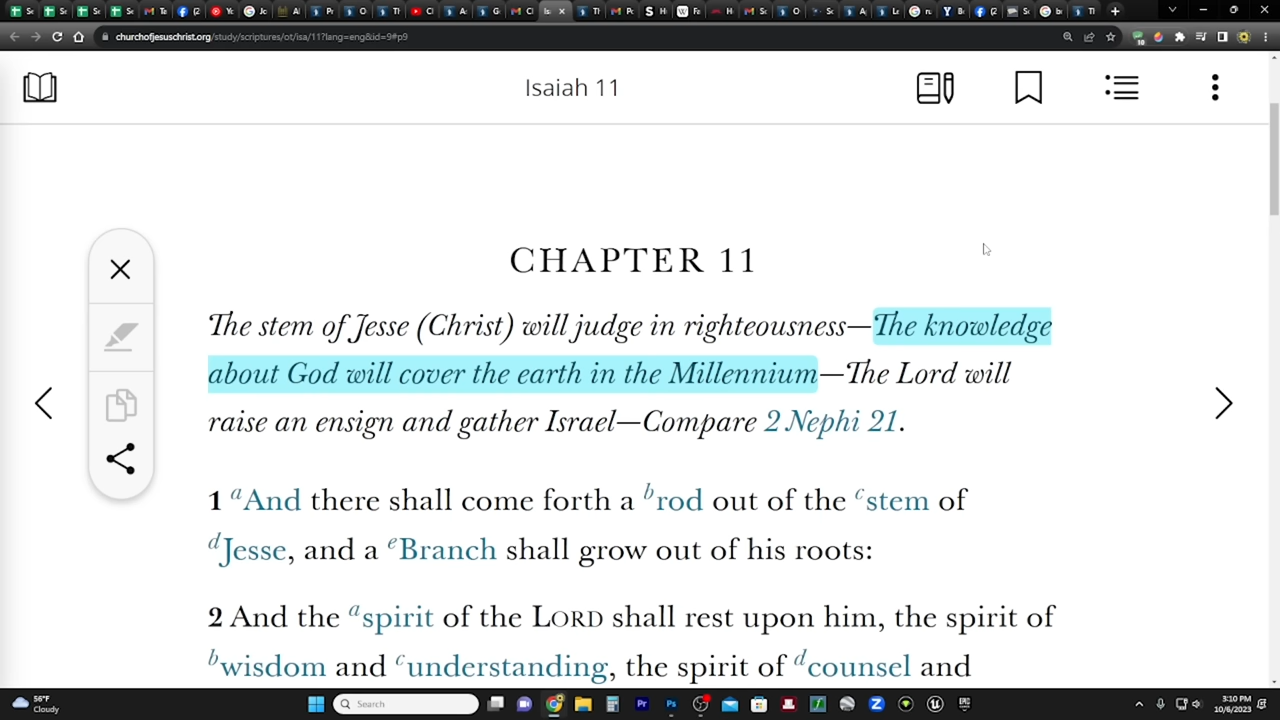 churchofjesuschrist.org/study/scriptures/ot/isa/11?lang=eng&id=9#p9
Isaiah 11
CHAPTER 11
The stem of Jesse (Christ) will judge in righteousness—The knowledge
about God will cover the earth in the Millennium—The Lord will
raise an ensign and gather Israel—Compare 2 Nephi 21.
1 a And there shall come forth a b rod out of the c stem of
d Jesse, and a e Branch shall grow out of his roots:
2 And the a spirit of the LORD shall rest upon him, the spirit of
b wisdom and c understanding, the spirit of d counsel and
56°F
Cloudy
Search
3:10 PM
10/6/2023